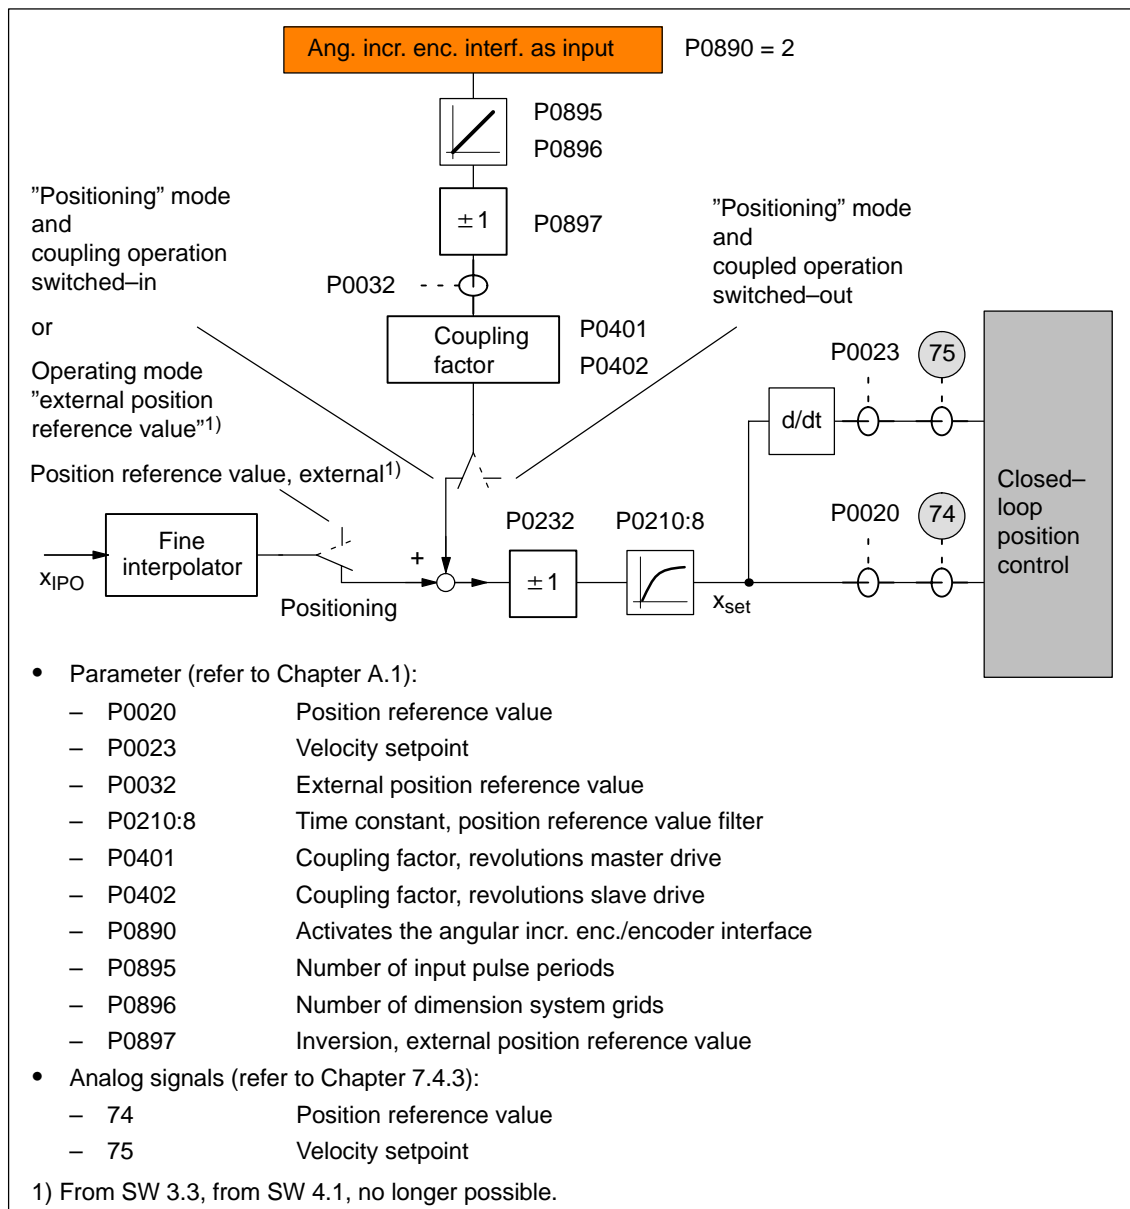 Ang. incr. enc. interf. as input P0890 = 2
P0895
P0896
±1 P0897
P0032
Coupling
factor
P0401
P0402
”Positioning” mode
and
coupling operation
switched–in
or
Operating mode
”external position
reference value”1)
Position reference value, external1)
”Positioning” mode
and
coupled operation
switched–out
P0023 75
d/dt
Closed–
loop
position
control
P0020 74
P0232 P0210:8
Fine
interpolator
xIPO
+
±1
xset
Positioning
• Parameter (refer to Chapter A.1):
– P0020 Position reference value
– P0023 Velocity setpoint
– P0032 External position reference value
– P0210:8 Time constant, position reference value filter
– P0401 Coupling factor, revolutions master drive
– P0402 Coupling factor, revolutions slave drive
– P0890 Activates the angular incr. enc./encoder interface
– P0895 Number of input pulse periods
– P0896 Number of dimension system grids
– P0897 Inversion, external position reference value
• Analog signals (refer to Chapter 7.4.3):
– 74 Position reference value
– 75 Velocity setpoint
1) From SW 3.3, from SW 4.1, no longer possible.